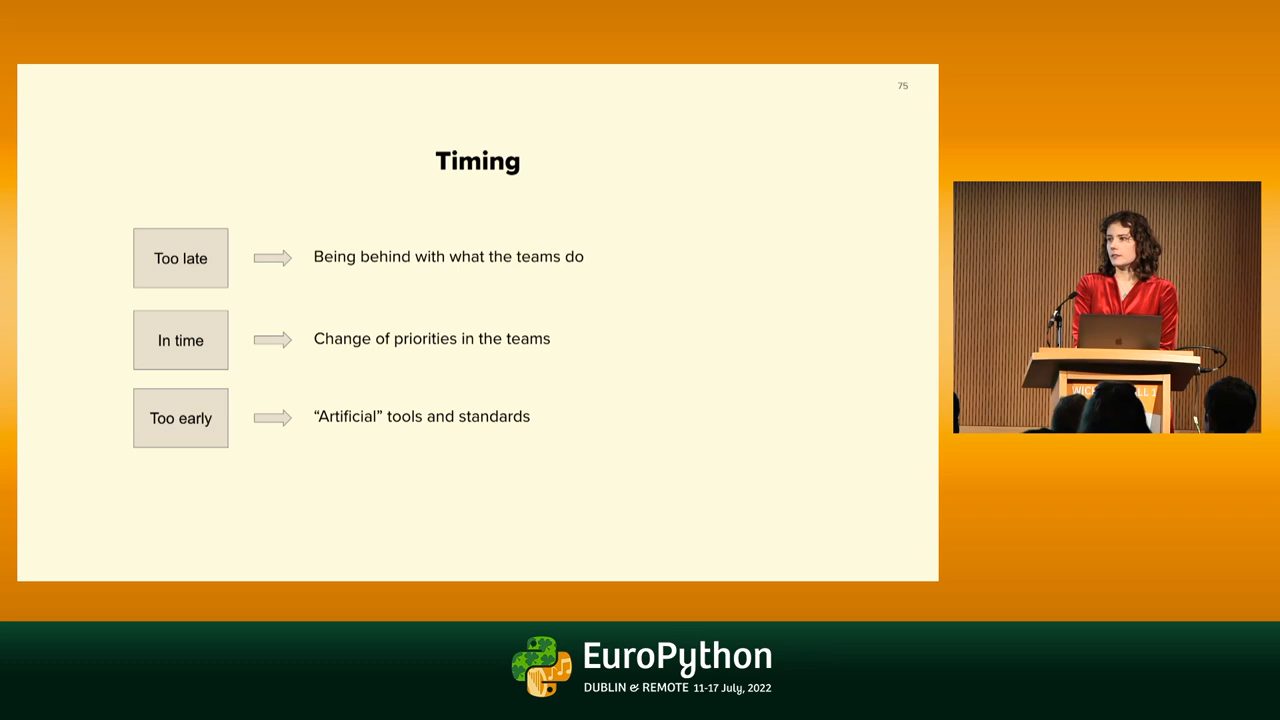 75
Timing
Too late
Being behind with what the teams do
In time
Change of priorities in the teams
Too early
“Artificial” tools and standards
EuroPython
DUBLIN & REMOTE 11-17 July, 2022